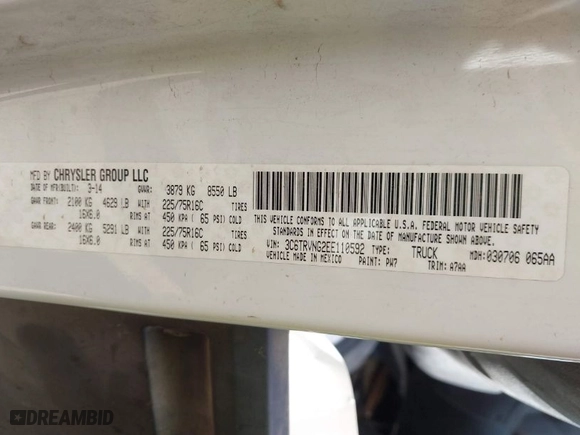 MFD BY CHRYSLER GROUP LLC
DATE OF MFR(BUILT): 3-14 GVWR: 3879 KG 8550 LB
GAWR FRONT: 2100 KG 4629 LB WITH 225/75R16C TIRES
16X6.0 RIMS AT 450 KPA ( 65 PSI) COLD
GAWR REAR: 2400 KG 5291 LB WITH 225/75R16C TIRES
16X6.0 RIMS AT 450 KPA ( 65 PSI) COLD
THIS VEHICLE CONFORMS TO ALL APPLICABLE U.S.A. FEDERAL MOTOR VEHICLE SAFETY
STANDARDS IN EFFECT ON THE DATE OF MANUFACTURE SHOWN ABOVE.
VIN: 3C6TRVNG2EE110592 TYPE: TRUCK MDH: 030706 065AA
VEHICLE MADE IN MEXICO PAINT: PW7 TRIM: A7AA
DREAMBID